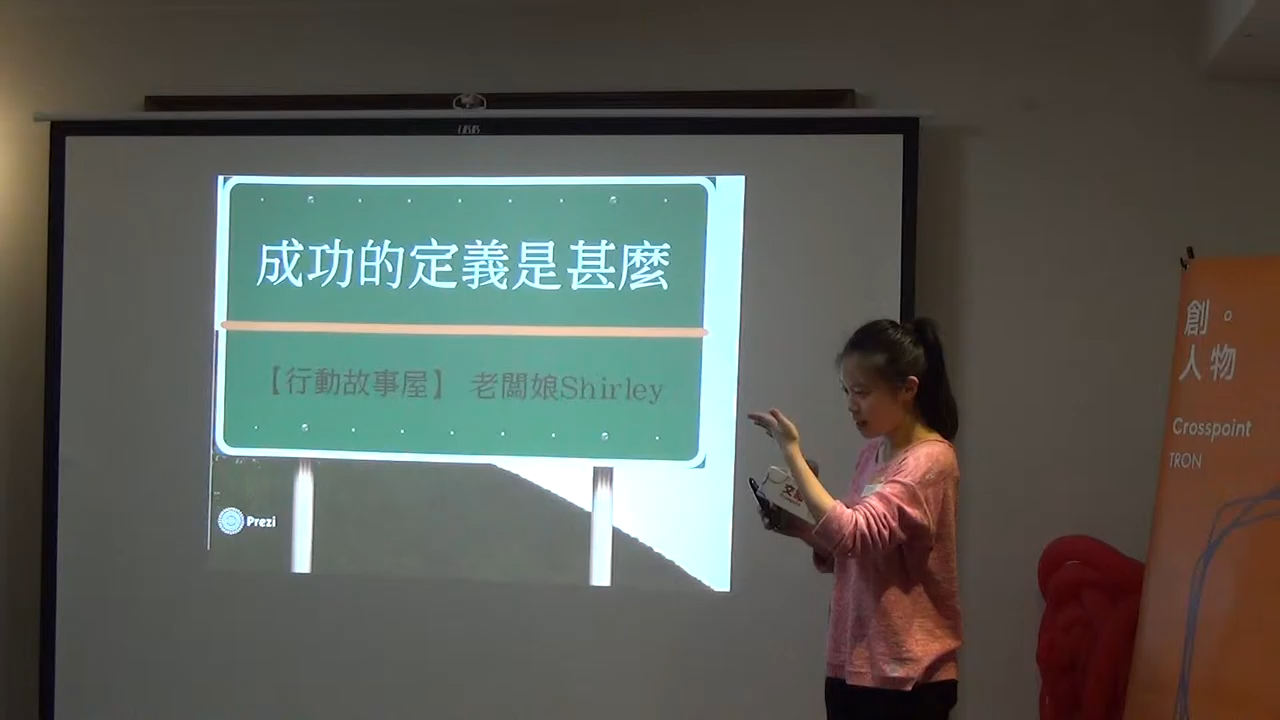 成功的定義是甚麼
【行動故事屋】 老闆娘Shirley
Prezi
創。
人物
Crosspoint
TRON